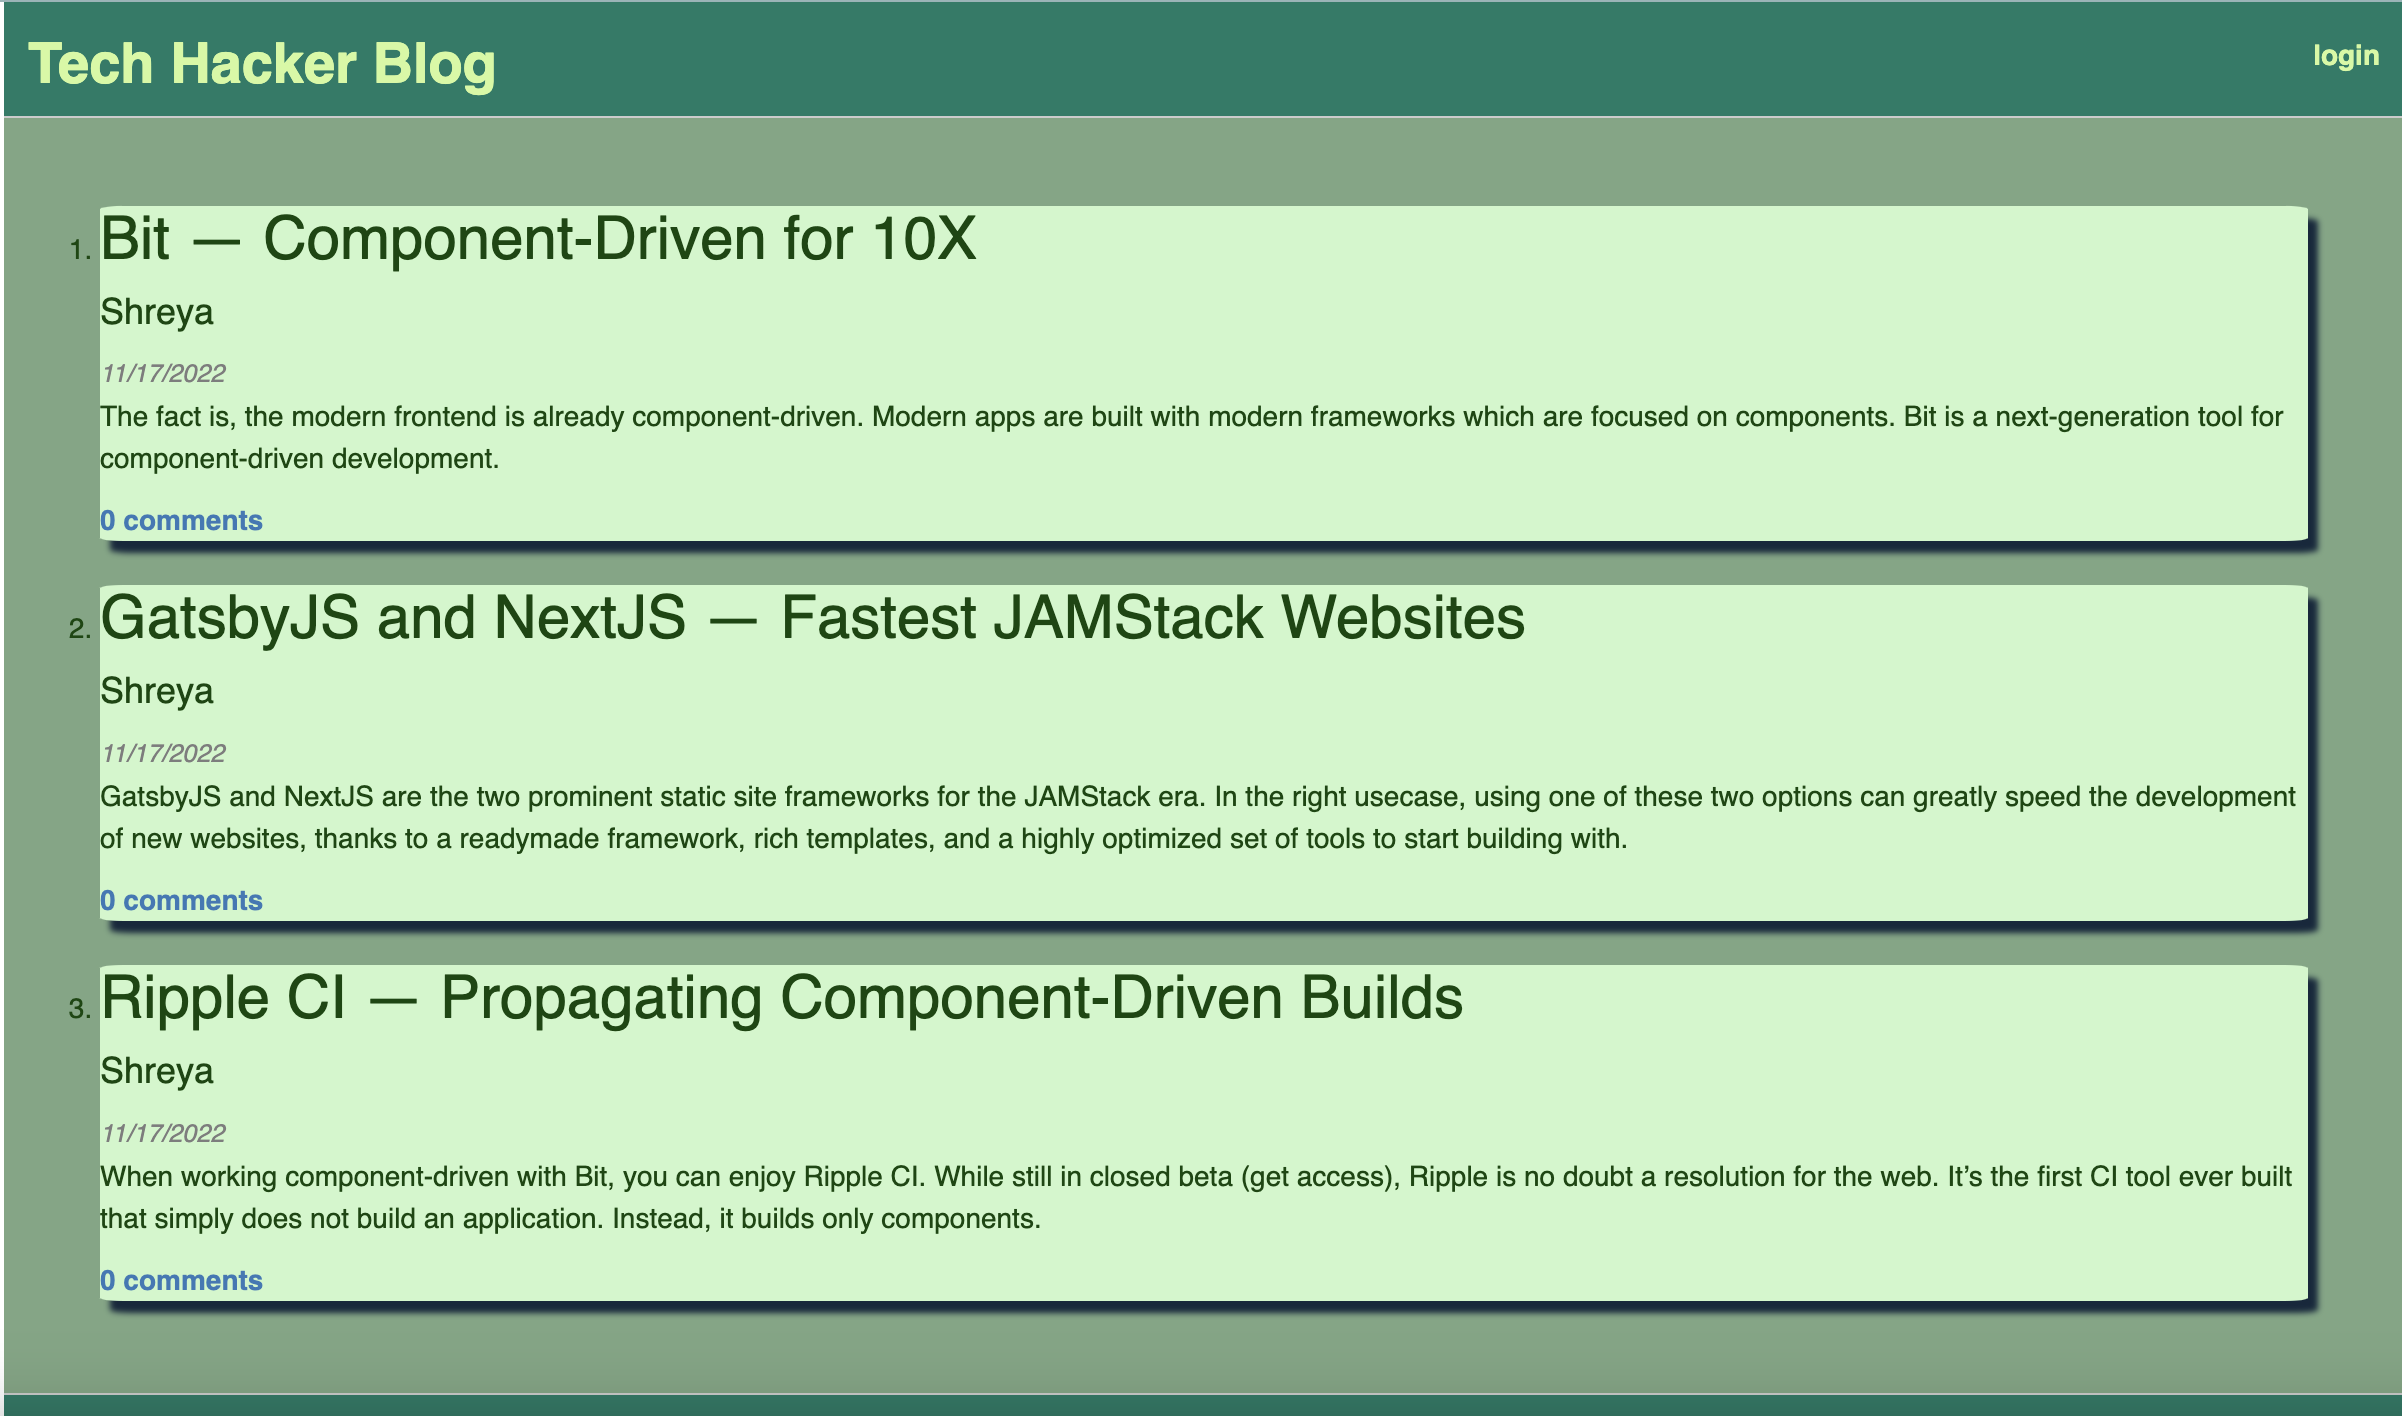 Tech Hacker Blog
login
1. Bit — Component-Driven for 10X
Shreya
11/17/2022
The fact is, the modern frontend is already component-driven. Modern apps are built with modern frameworks which are focused on components. Bit is a next-generation tool for
component-driven development.
0 comments
2. GatsbyJS and NextJS — Fastest JAMStack Websites
Shreya
11/17/2022
GatsbyJS and NextJS are the two prominent static site frameworks for the JAMStack era. In the right usecase, using one of these two options can greatly speed the development
of new websites, thanks to a readymade framework, rich templates, and a highly optimized set of tools to start building with.
0 comments
3. Ripple CI — Propagating Component-Driven Builds
Shreya
11/17/2022
When working component-driven with Bit, you can enjoy Ripple CI. While still in closed beta (get access), Ripple is no doubt a resolution for the web. It’s the first CI tool ever built
that simply does not build an application. Instead, it builds only components.
0 comments